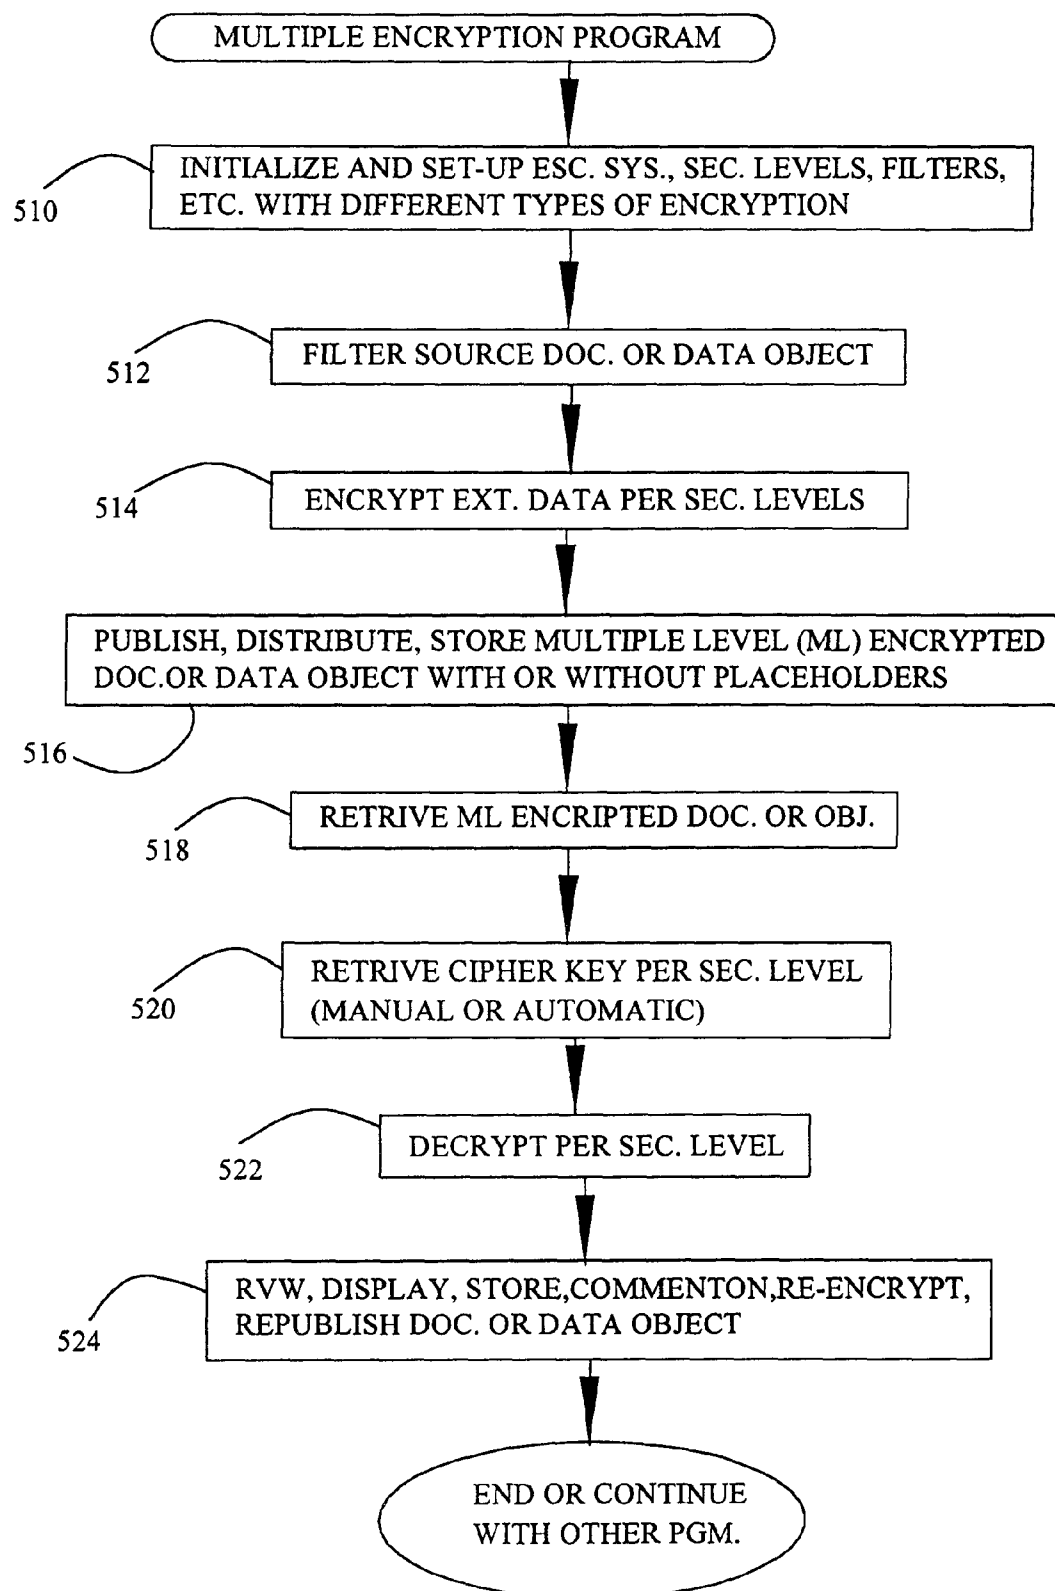 MULTIPLE ENCRYPTION PROGRAM
INITIALIZE AND SET-UP ESC. SYS., SEC. LEVELS, FILTERS,
ETC. WITH DIFFERENT TYPES OF ENCRYPTION
510
FILTER SOURCE DOC. OR DATA OBJECT
512
ENCRYPT EXT. DATA PER SEC. LEVELS
514
PUBLISH, DISTRIBUTE, STORE MULTIPLE LEVEL (ML) ENCRYPTED
DOC.OR DATA OBJECT WITH OR WITHOUT PLACEHOLDERS
516
RETRIVE ML ENCRIPTED DOC. OR OBJ.
518
RETRIVE CIPHER KEY PER SEC. LEVEL
(MANUAL OR AUTOMATIC)
520
DECRYPT PER SEC. LEVEL
522
RVW, DISPLAY, STORE,COMMENTON,RE-ENCRYPT,
REPUBLISH DOC. OR DATA OBJECT
524
END OR CONTINUE
WITH OTHER PGM.